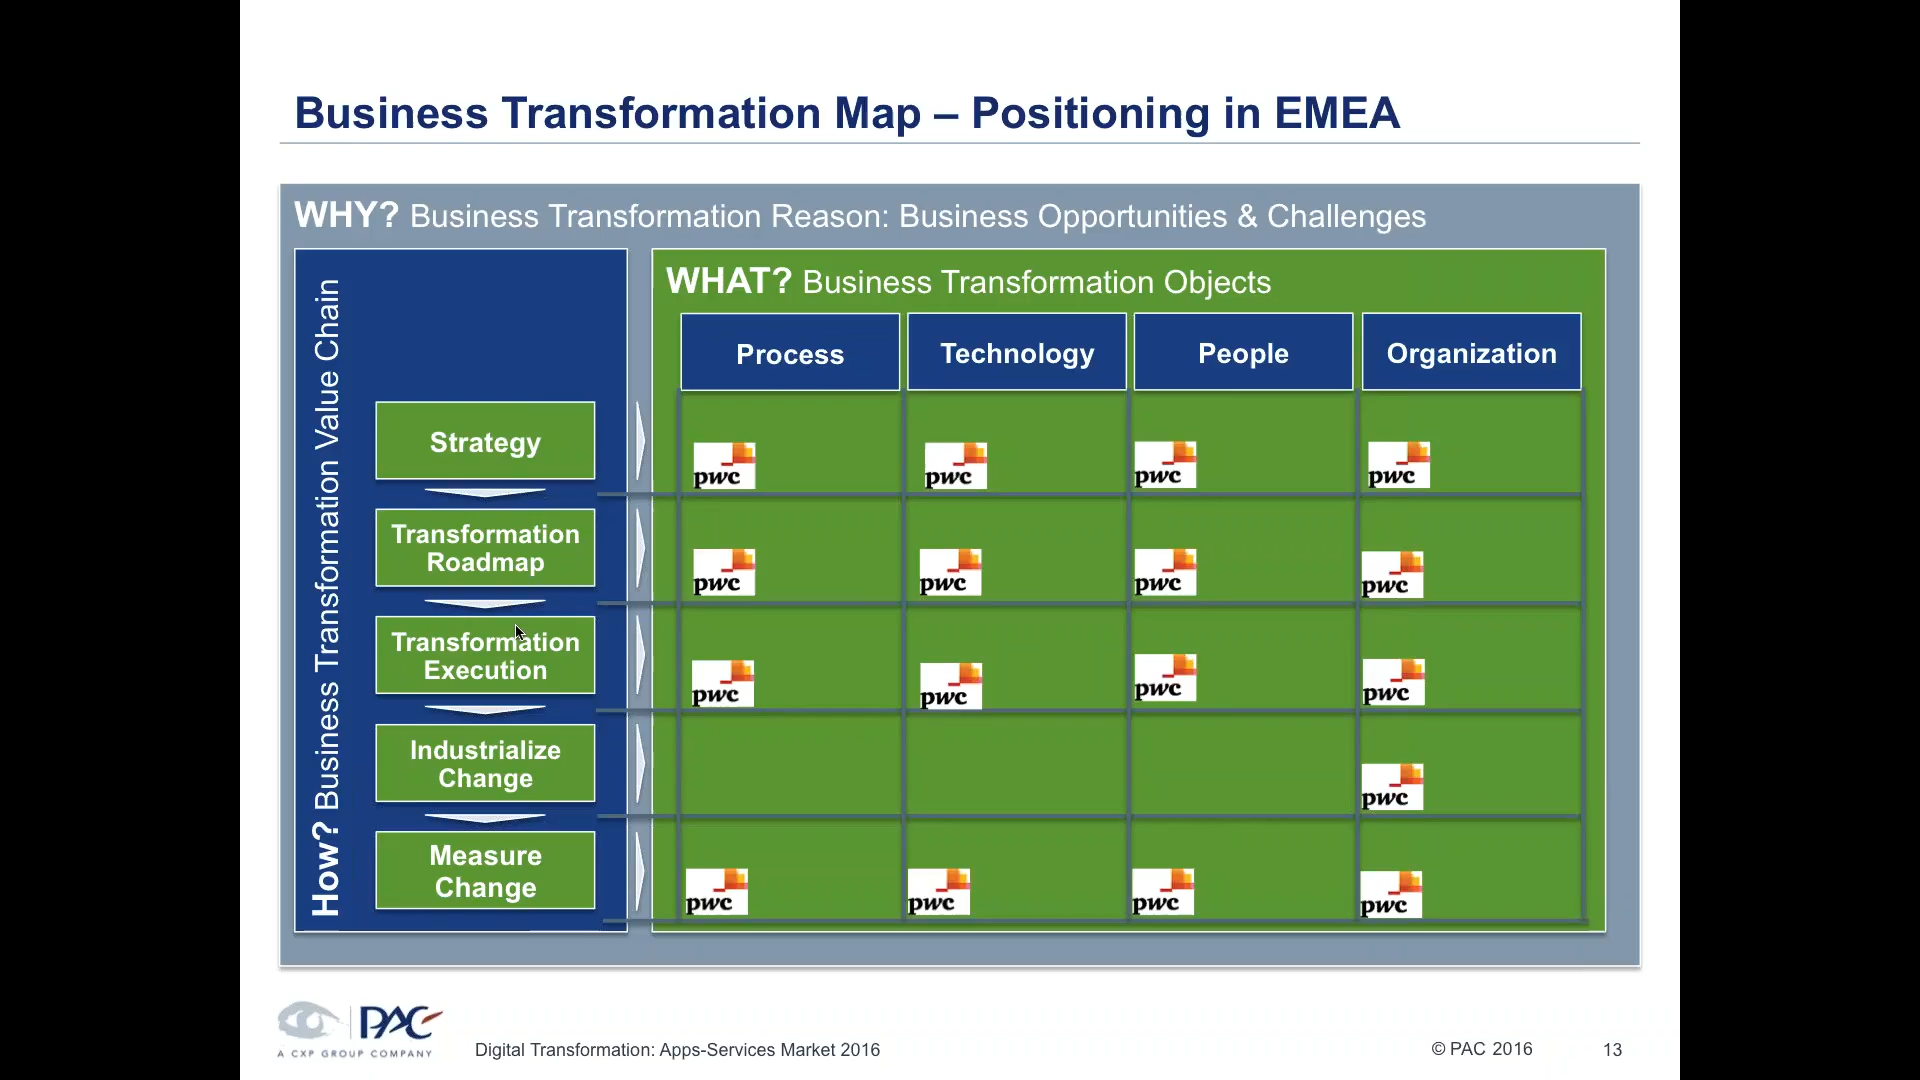 Business Transformation Map – Positioning in EMEA
WHY? Business Transformation Reason: Business Opportunities & Challenges
How? Business Transformation Value Chain
WHAT? Business Transformation Objects
Process
Technology
People
Organization
Strategy
pwc
pwc
pwc
pwc
Transformation
Roadmap
pwc
pwc
pwc
pwc
Transformation
Execution
pwc
pwc
pwc
pwc
Industrialize
Change
pwc
Measure
Change
pwc
pwc
pwc
pwc
PAC
A CXP GROUP COMPANY
Digital Transformation: Apps-Services Market 2016
© PAC 2016
13